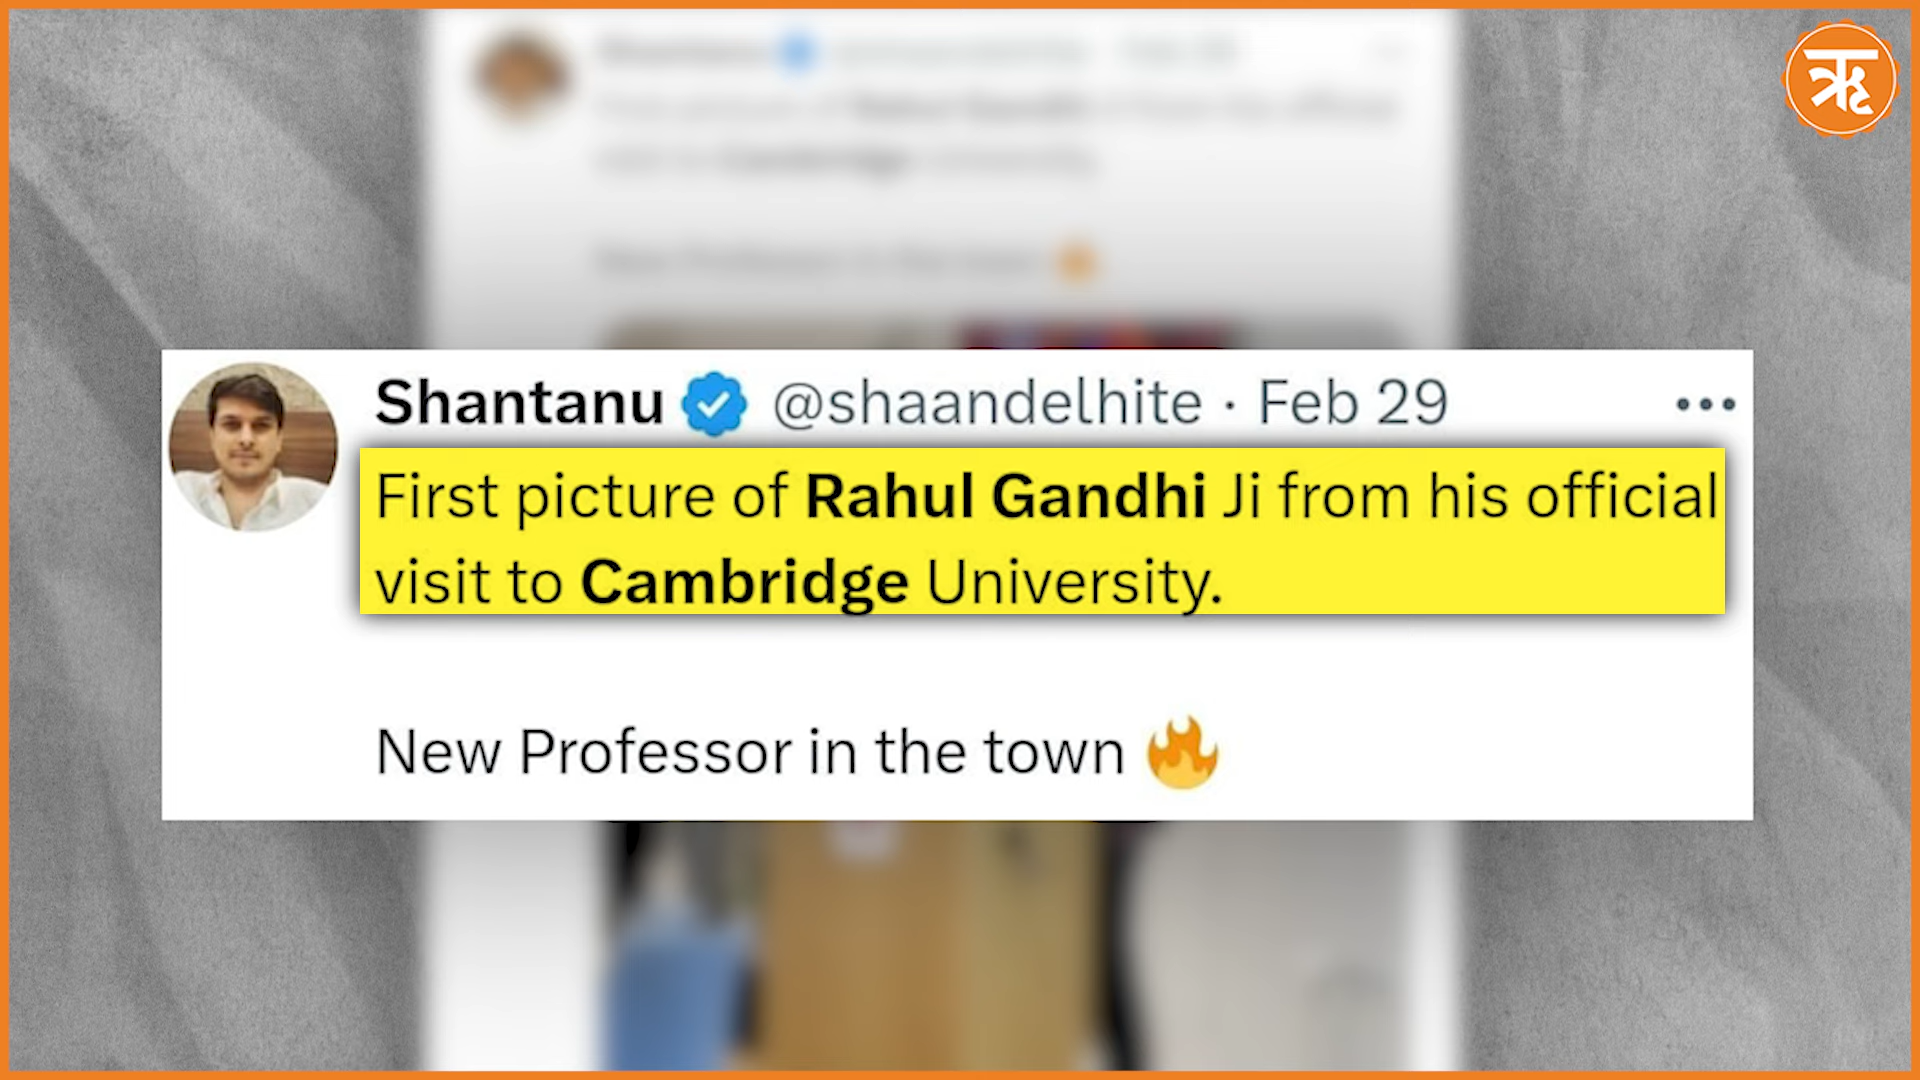 ऋ
Shantanu @shaandelhite · Feb 29
First picture of Rahul Gandhi Ji from his official
visit to Cambridge University.
New Professor in the town 🔥